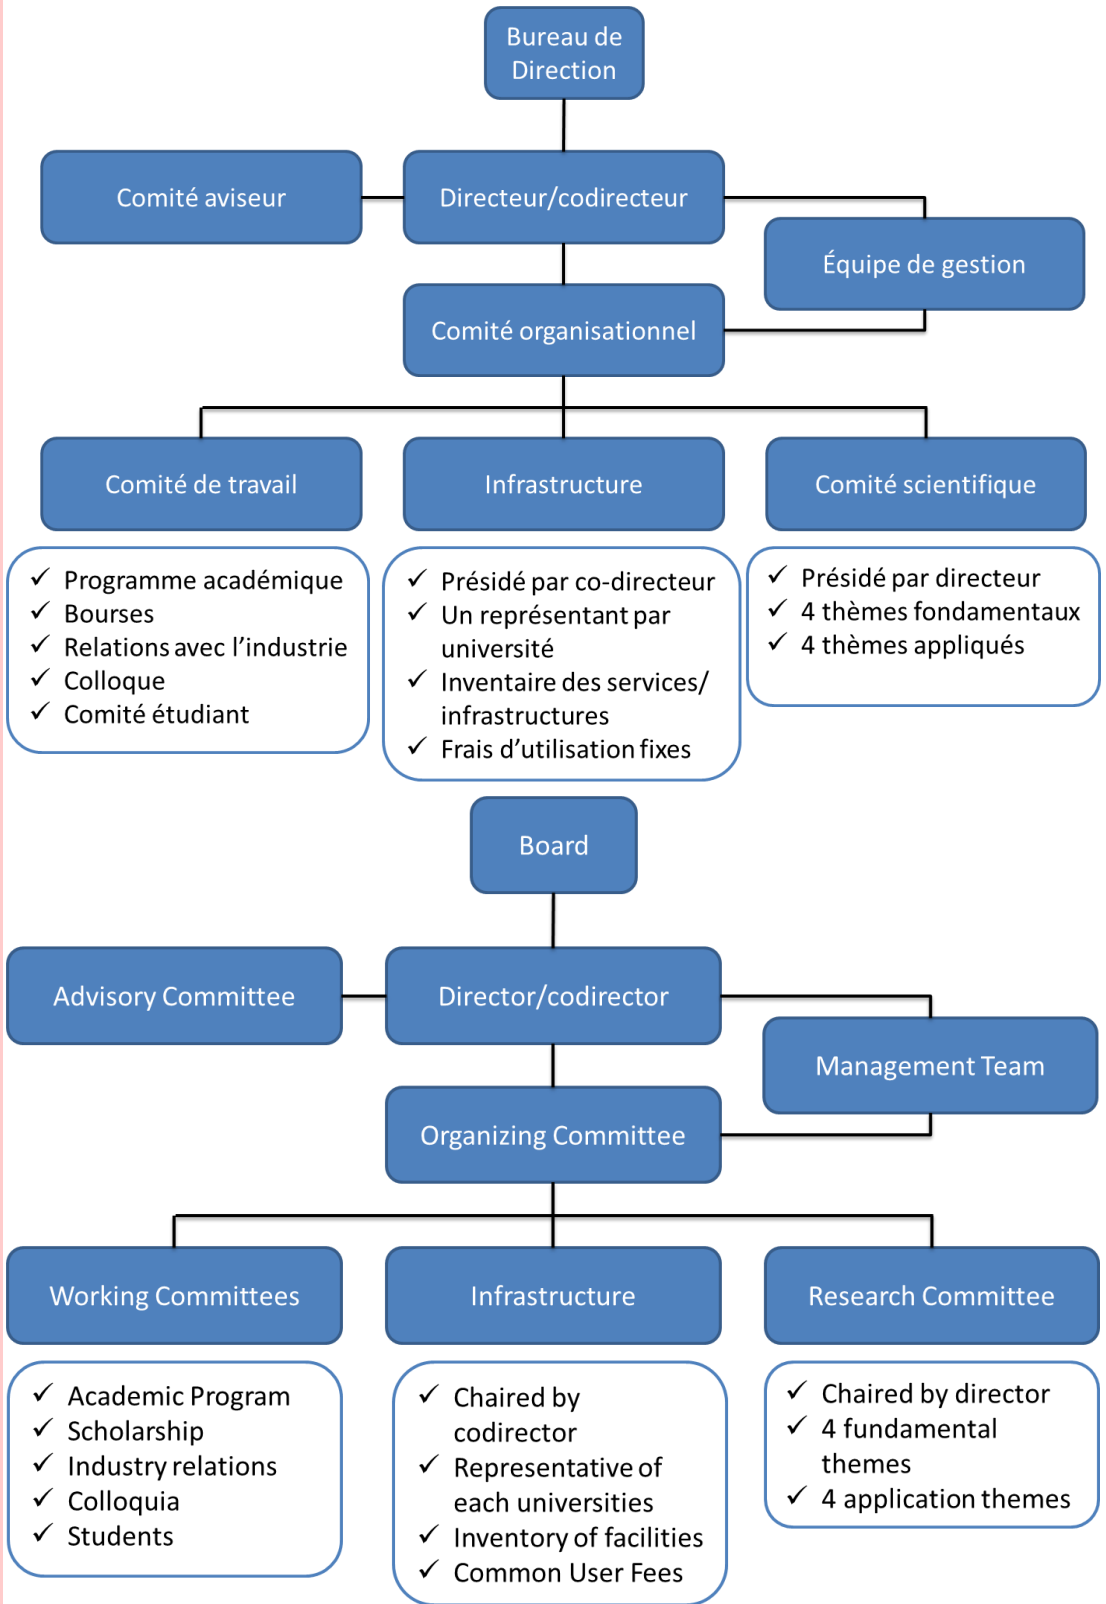 Bureau de
Direction
Comité aviseur
Directeur/codirecteur
Équipe de gestion
Comité organisationnel
Comité de travail
Infrastructure
Comité scientifique
✓ Programme académique
✓ Bourses
✓ Relations avec l’industrie
✓ Colloque
✓ Comité étudiant
✓ Présidé par co-directeur
✓ Un représentant par
université
✓ Inventaire des services/
infrastructures
✓ Frais d’utilisation fixes
✓ Présidé par directeur
✓ 4 thèmes fondamentaux
✓ 4 thèmes appliqués
Board
Advisory Committee
Director/codirector
Management Team
Organizing Committee
Working Committees
Infrastructure
Research Committee
✓ Academic Program
✓ Scholarship
✓ Industry relations
✓ Colloquia
✓ Students
✓ Chaired by
codirector
✓ Representative of
each universities
✓ Inventory of facilities
✓ Common User Fees
✓ Chaired by director
✓ 4 fundamental
themes
✓ 4 application themes